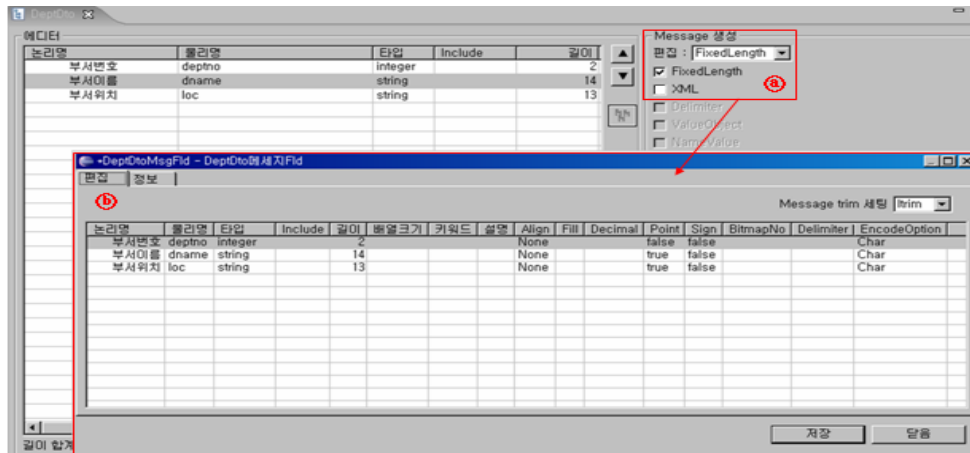 DeptDto
에디터
논리명 물리명 타입 Include 길이
부서번호 deptno integer 2
부서이름 dname string 14
부서위치 loc string 13
Message 생성
편집 : FixedLength
FixedLength
XML
ⓐ
Delimiter
ValueObject
NameValue
*DeptDtoMsgFld - DeptDto메세지Fld
편집 정보
ⓑ
Message trim 세팅 ltrim
논리명 물리명 타입 Include 길이 배열크기 키워드 설명 Align Fill Decimal Point Sign BitmapNo Delimiter EncodeOption
부서번호 deptno integer 2 None false false Char
부서이름 dname string 14 None true false Char
부서위치 loc string 13 None true false Char
저장 닫음
길이 합계